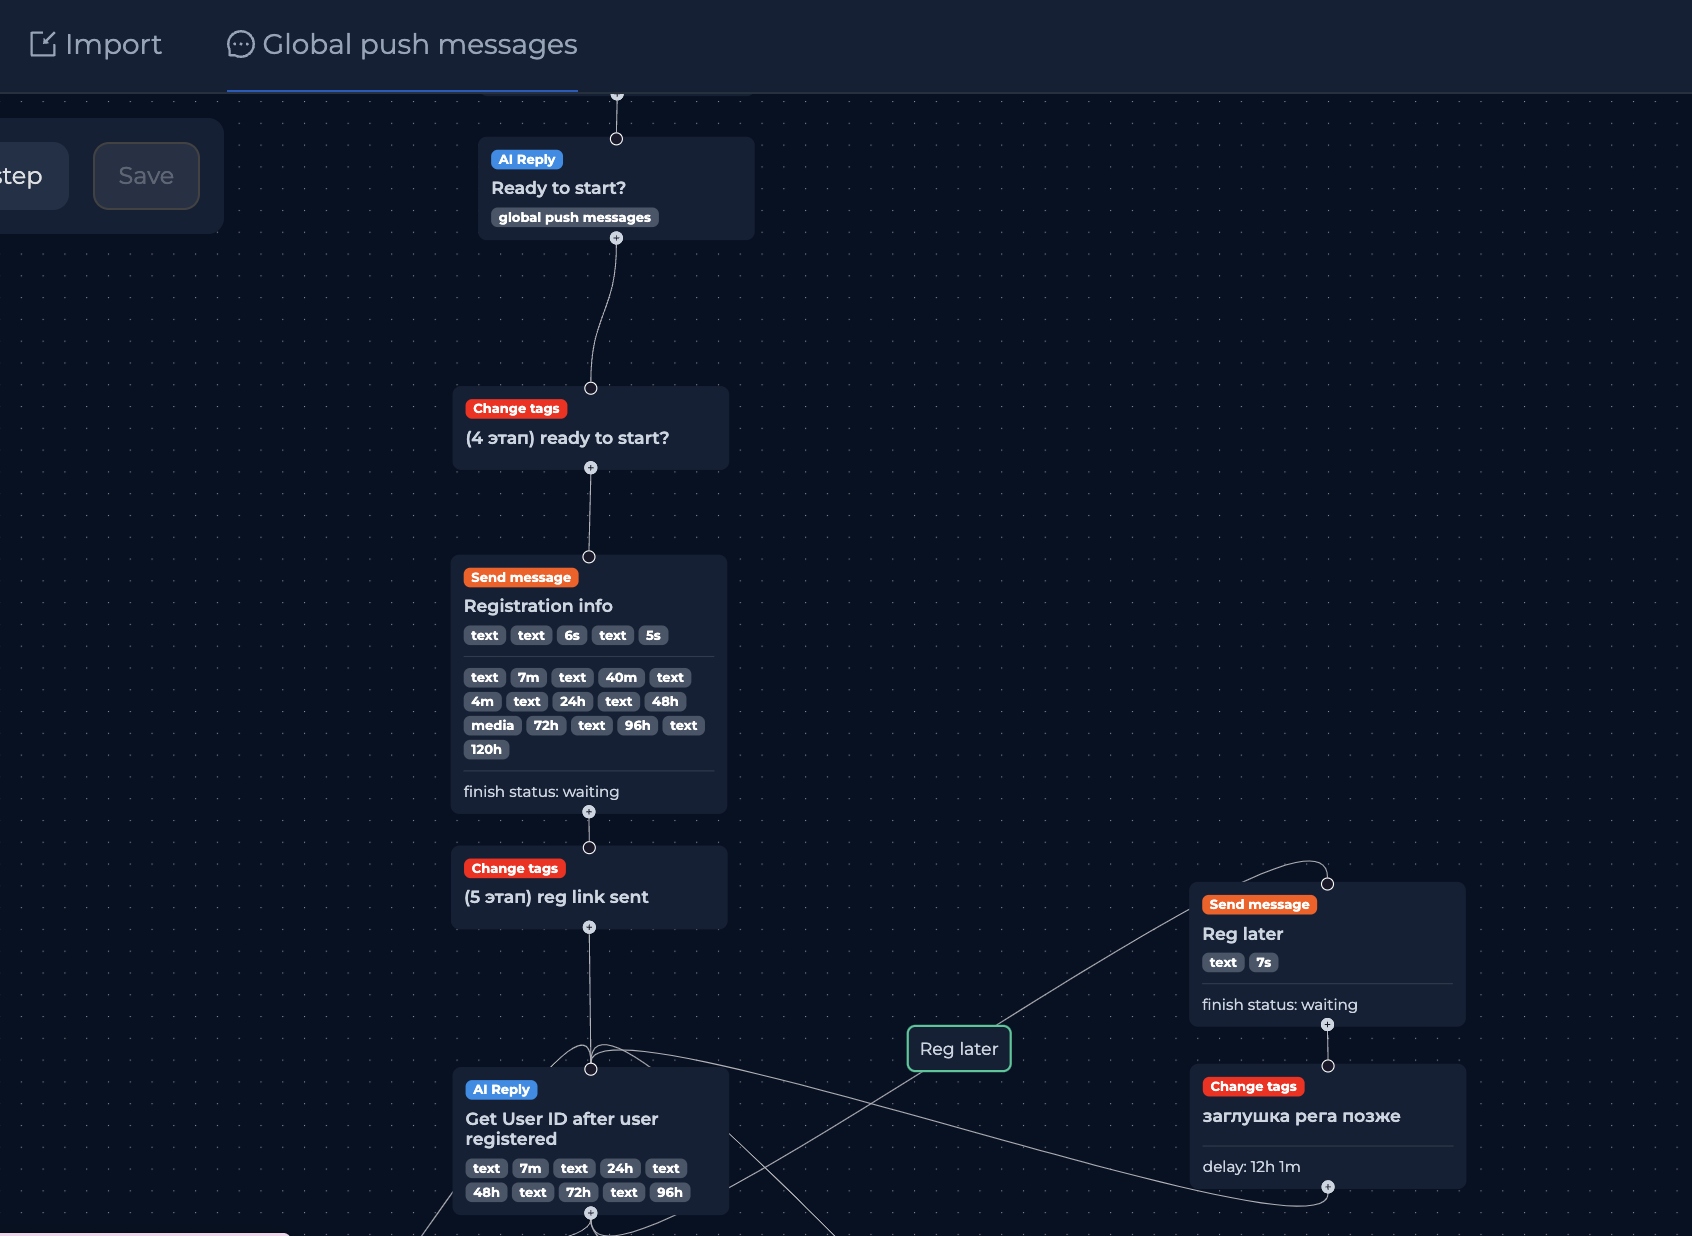 Import
Global push messages
step
Save
AI Reply
Ready to start?
global push messages
Change tags
(4 этап) ready to start?
Send message
Registration info
text text 6s text 5s
text 7m text 40m text
4m text 24h text 48h
media 72h text 96h text
120h
finish status: waiting
Change tags
(5 этап) reg link sent
AI Reply
Get User ID after user
registered
text 7m text 24h text
48h text 72h text 96h
Reg later
Send message
Reg later
text 7s
finish status: waiting
Change tags
заглушка рега позже
delay: 12h 1m